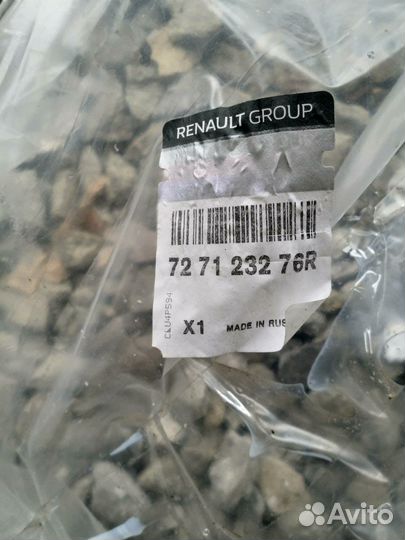 RENAULT GROUP
72 71 232 76R
X1 MADE IN RUS
Avito